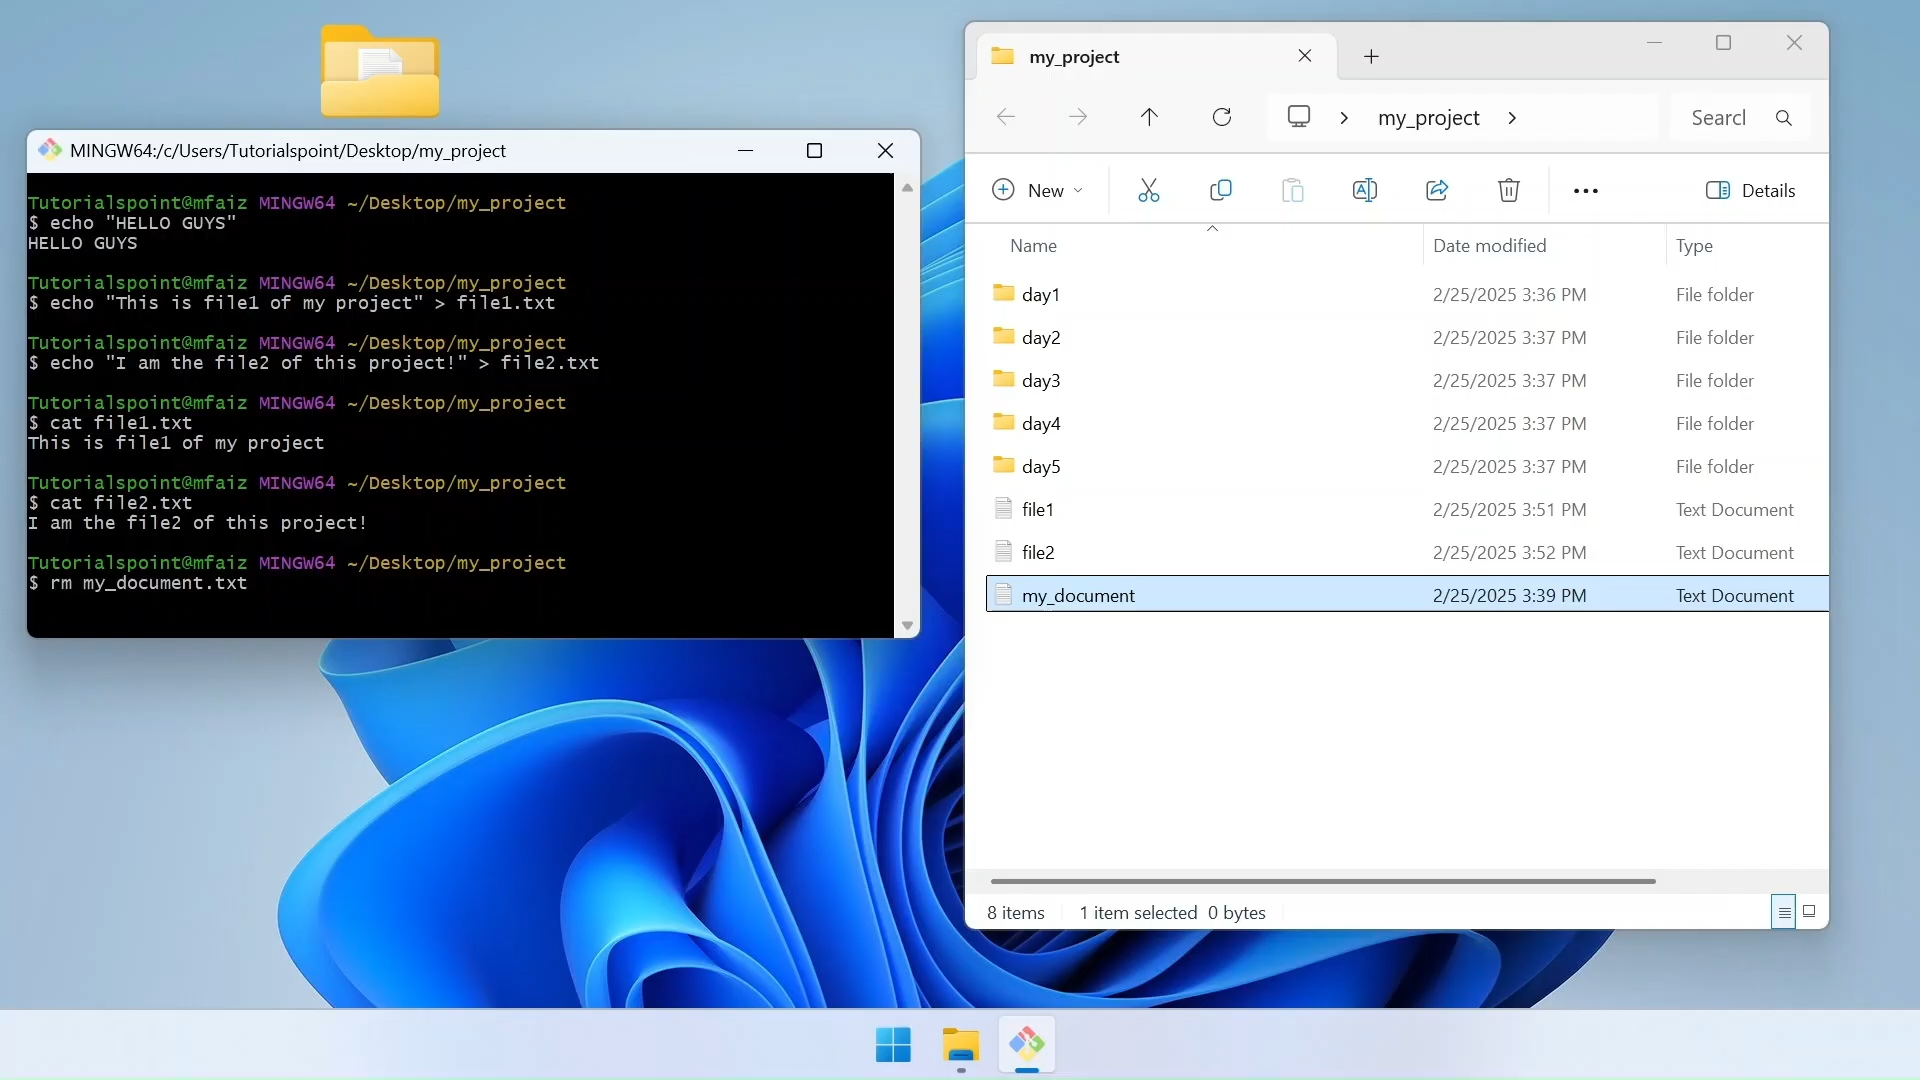 MINGW64:/c/Users/Tutorialspoint/Desktop/my_project
Tutorialspoint@mfaiz MINGW64 ~/Desktop/my_project
$ echo "HELLO GUYS"
HELLO GUYS
Tutorialspoint@mfaiz MINGW64 ~/Desktop/my_project
$ echo "This is file1 of my project" > file1.txt
Tutorialspoint@mfaiz MINGW64 ~/Desktop/my_project
$ echo "I am the file2 of this project!" > file2.txt
Tutorialspoint@mfaiz MINGW64 ~/Desktop/my_project
$ cat file1.txt
This is file1 of my project
Tutorialspoint@mfaiz MINGW64 ~/Desktop/my_project
$ cat file2.txt
I am the file2 of this project!
Tutorialspoint@mfaiz MINGW64 ~/Desktop/my_project
$ rm my_document.txt
my_project
my_project
Searcl
New
Details
Name Date modified Type
day1 2/25/2025 3:36 PM File folder
day2 2/25/2025 3:37 PM File folder
day3 2/25/2025 3:37 PM File folder
day4 2/25/2025 3:37 PM File folder
day5 2/25/2025 3:37 PM File folder
file1 2/25/2025 3:51 PM Text Document
file2 2/25/2025 3:52 PM Text Document
my_document 2/25/2025 3:39 PM Text Document
8 items 1 item selected 0 bytes